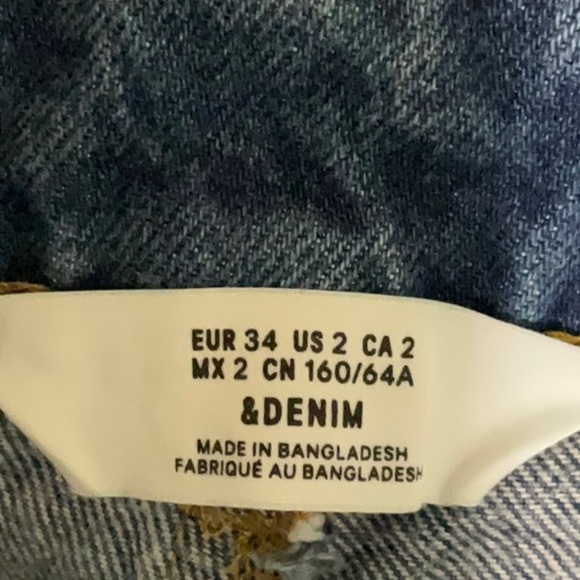 EUR 34 US 2 CA 2
MX 2 CN 160/64A
&DENIM
MADE IN BANGLADESH
FABRIQUÉ AU BANGLADESH